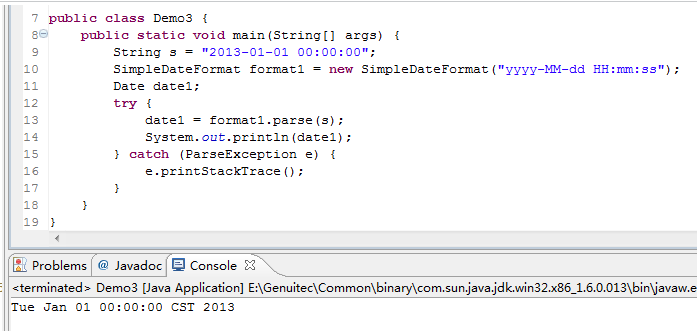 7 public class Demo3 {
8 public static void main(String[] args) {
9 String s = "2013-01-01 00:00:00";
10 SimpleDateFormat format1 = new SimpleDateFormat("yyyy-MM-dd HH:mm:ss");
11 Date date1;
12 try {
13 date1 = format1.parse(s);
14 System.out.println(date1);
15 } catch (ParseException e) {
16 e.printStackTrace();
17 }
18 }
19 }
Problems @ Javadoc Console
<terminated> Demo3 [Java Application] E:\Genuitec\Common\binary\com.sun.java.jdk.win32.x86_1.6.0.013\bin\javaw.e
Tue Jan 01 00:00:00 CST 2013